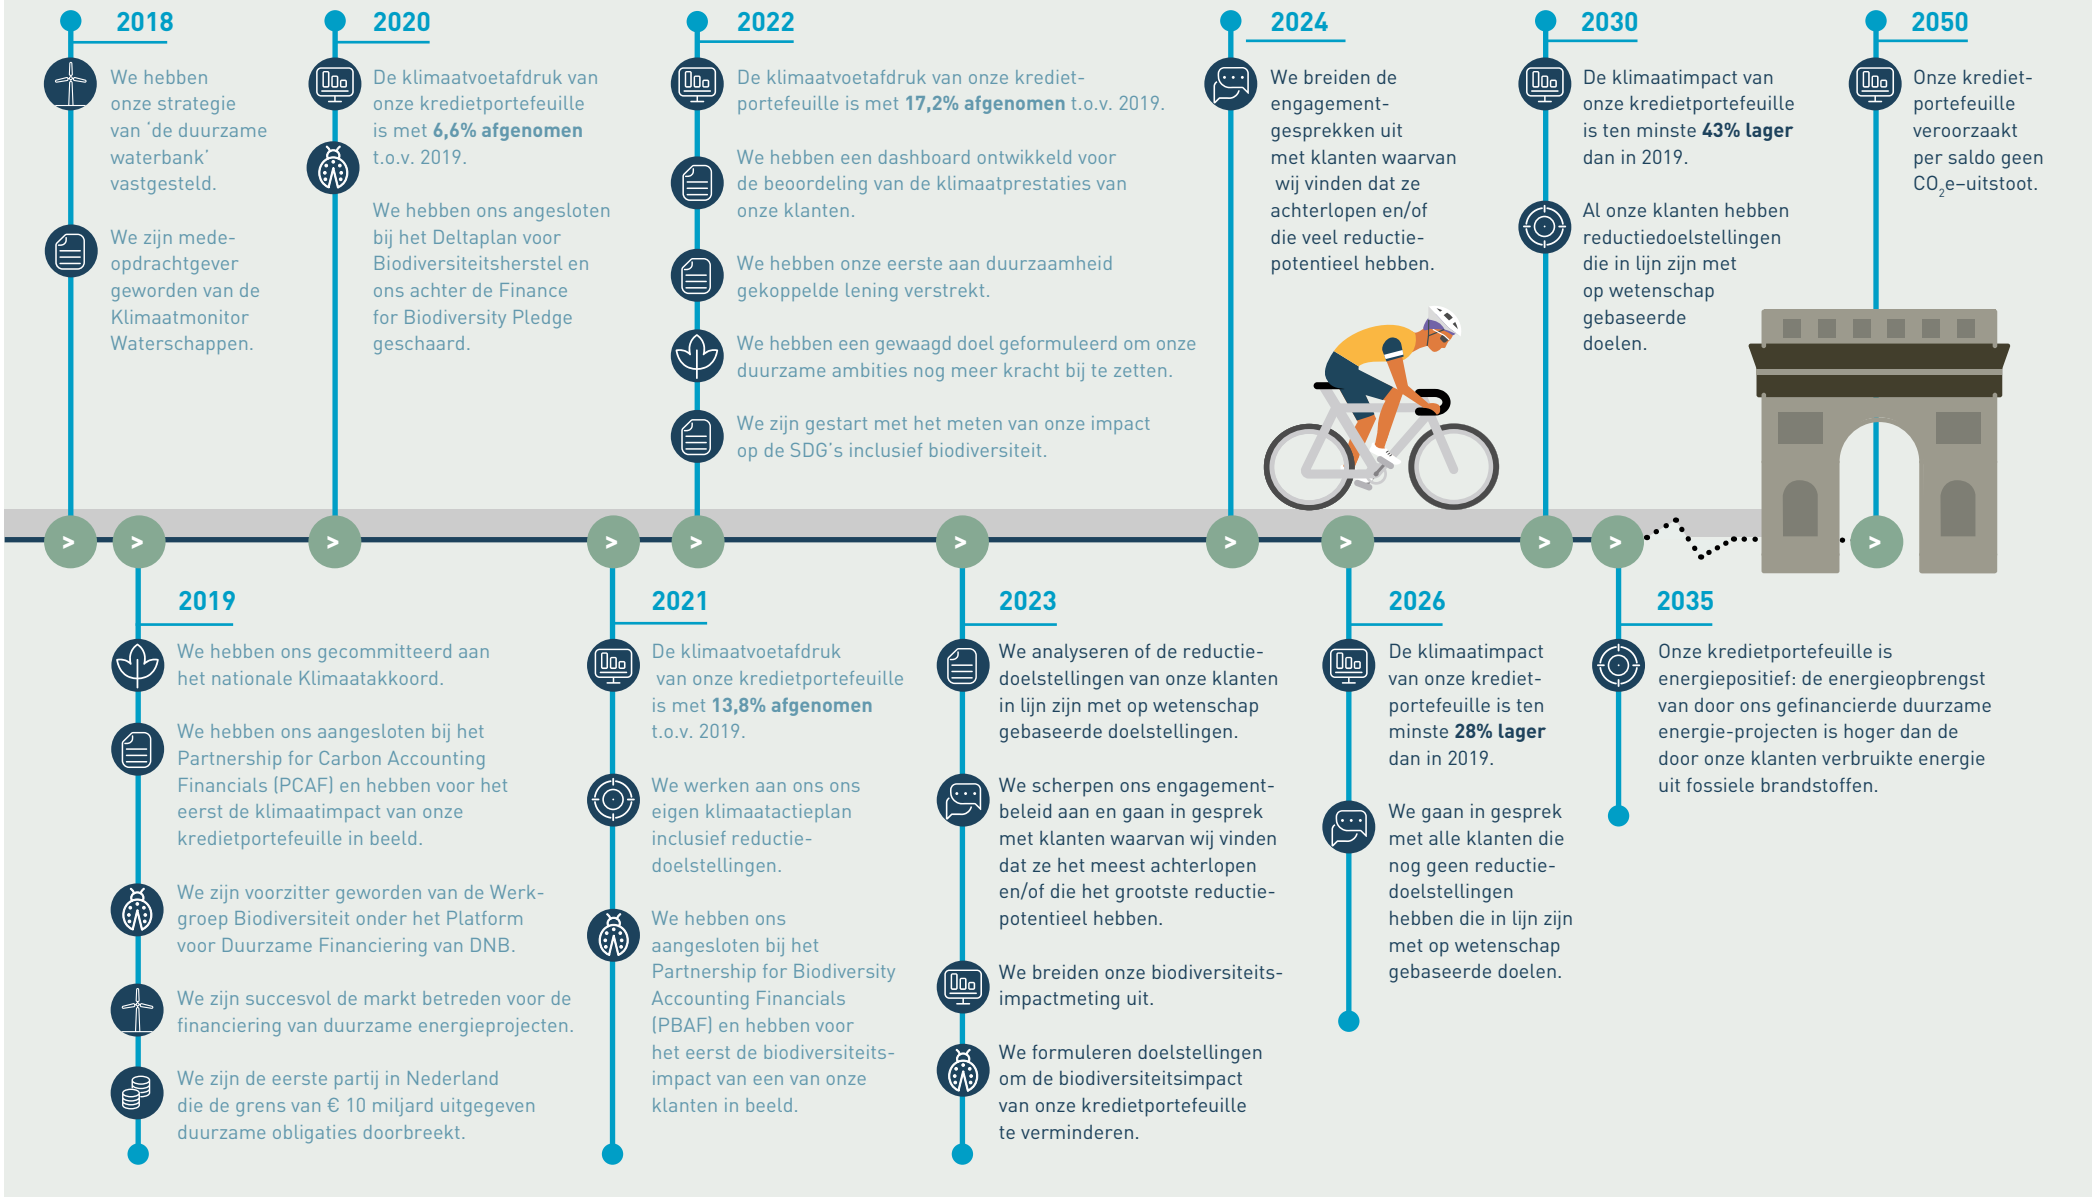 2018
We hebben
onze strategie
van ‘de duurzame
waterbank’
vastgesteld.
We zijn mede-
opdrachtgever
geworden van de
Klimaatmonitor
Waterschappen.
2020
De klimaatvoetafdruk van
onze kredietportefeuille
is met 6,6% afgenomen
t.o.v. 2019.
We hebben ons angesloten
bij het Deltaplan voor
Biodiversiteitsherstel en
ons achter de Finance
for Biodiversity Pledge
geschaard.
2022
De klimaatvoetafdruk van onze krediet-
portefeuille is met 17,2% afgenomen t.o.v. 2019.
We hebben een dashboard ontwikkeld voor
de beoordeling van de klimaatprestaties van
onze klanten.
We hebben onze eerste aan duurzaamheid
gekoppelde lening verstrekt.
We hebben een gewaagd doel geformuleerd om onze
duurzame ambities nog meer kracht bij te zetten.
We zijn gestart met het meten van onze impact
op de SDG’s inclusief biodiversiteit.
2024
We breiden de
engagement-
gesprekken uit
met klanten waarvan
wij vinden dat ze
achterlopen en/of
die veel reductie-
potentieel hebben.
2030
De klimaatimpact van
onze kredietportefeuille
is ten minste 43% lager
dan in 2019.
Al onze klanten hebben
reductiedoelstellingen
die in lijn zijn met
op wetenschap
gebaseerde
doelen.
2050
Onze krediet-
portefeuille
veroorzaakt
per saldo geen
CO₂e–uitstoot.
> > > > > > > > > > >
2019
We hebben ons gecommitteerd aan
het nationale Klimaatakkoord.
We hebben ons aangesloten bij het
Partnership for Carbon Accounting
Financials (PCAF) en hebben voor het
eerst de klimaatimpact van onze
kredietportefeuille in beeld.
We zijn voorzitter geworden van de Werk-
groep Biodiversiteit onder het Platform
voor Duurzame Financiering van DNB.
We zijn succesvol de markt betreden voor de
financiering van duurzame energieprojecten.
We zijn de eerste partij in Nederland
die de grens van € 10 miljard uitgegeven
duurzame obligaties doorbreekt.
2021
De klimaatvoetafdruk
van onze kredietportefeuille
is met 13,8% afgenomen
t.o.v. 2019.
We werken aan ons ons
eigen klimaatactieplan
inclusief reductie-
doelstellingen.
We hebben ons
aangesloten bij het
Partnership for Biodiversity
Accounting Financials
(PBAF) en hebben voor
het eerst de biodiversiteits-
impact van een van onze
klanten in beeld.
2023
We analyseren of de reductie-
doelstellingen van onze klanten
in lijn zijn met op wetenschap
gebaseerde doelstellingen.
We scherpen ons engagement-
beleid aan en gaan in gesprek
met klanten waarvan wij vinden
dat ze het meest achterlopen
en/of die het grootste reductie-
potentieel hebben.
We breiden onze biodiversiteits-
impactmeting uit.
We formuleren doelstellingen
om de biodiversiteitsimpact
van onze kredietportefeuille
te verminderen.
2026
De klimaatimpact
van onze krediet-
portefeuille is ten
minste 28% lager
dan in 2019.
We gaan in gesprek
met alle klanten die
nog geen reductie-
doelstellingen
hebben die in lijn zijn
met op wetenschap
gebaseerde doelen.
2035
Onze kredietportefeuille is
energiepositief: de energieopbrengst
van door ons gefinancierde duurzame
energie-projecten is hoger dan de
door onze klanten verbruikte energie
uit fossiele brandstoffen.